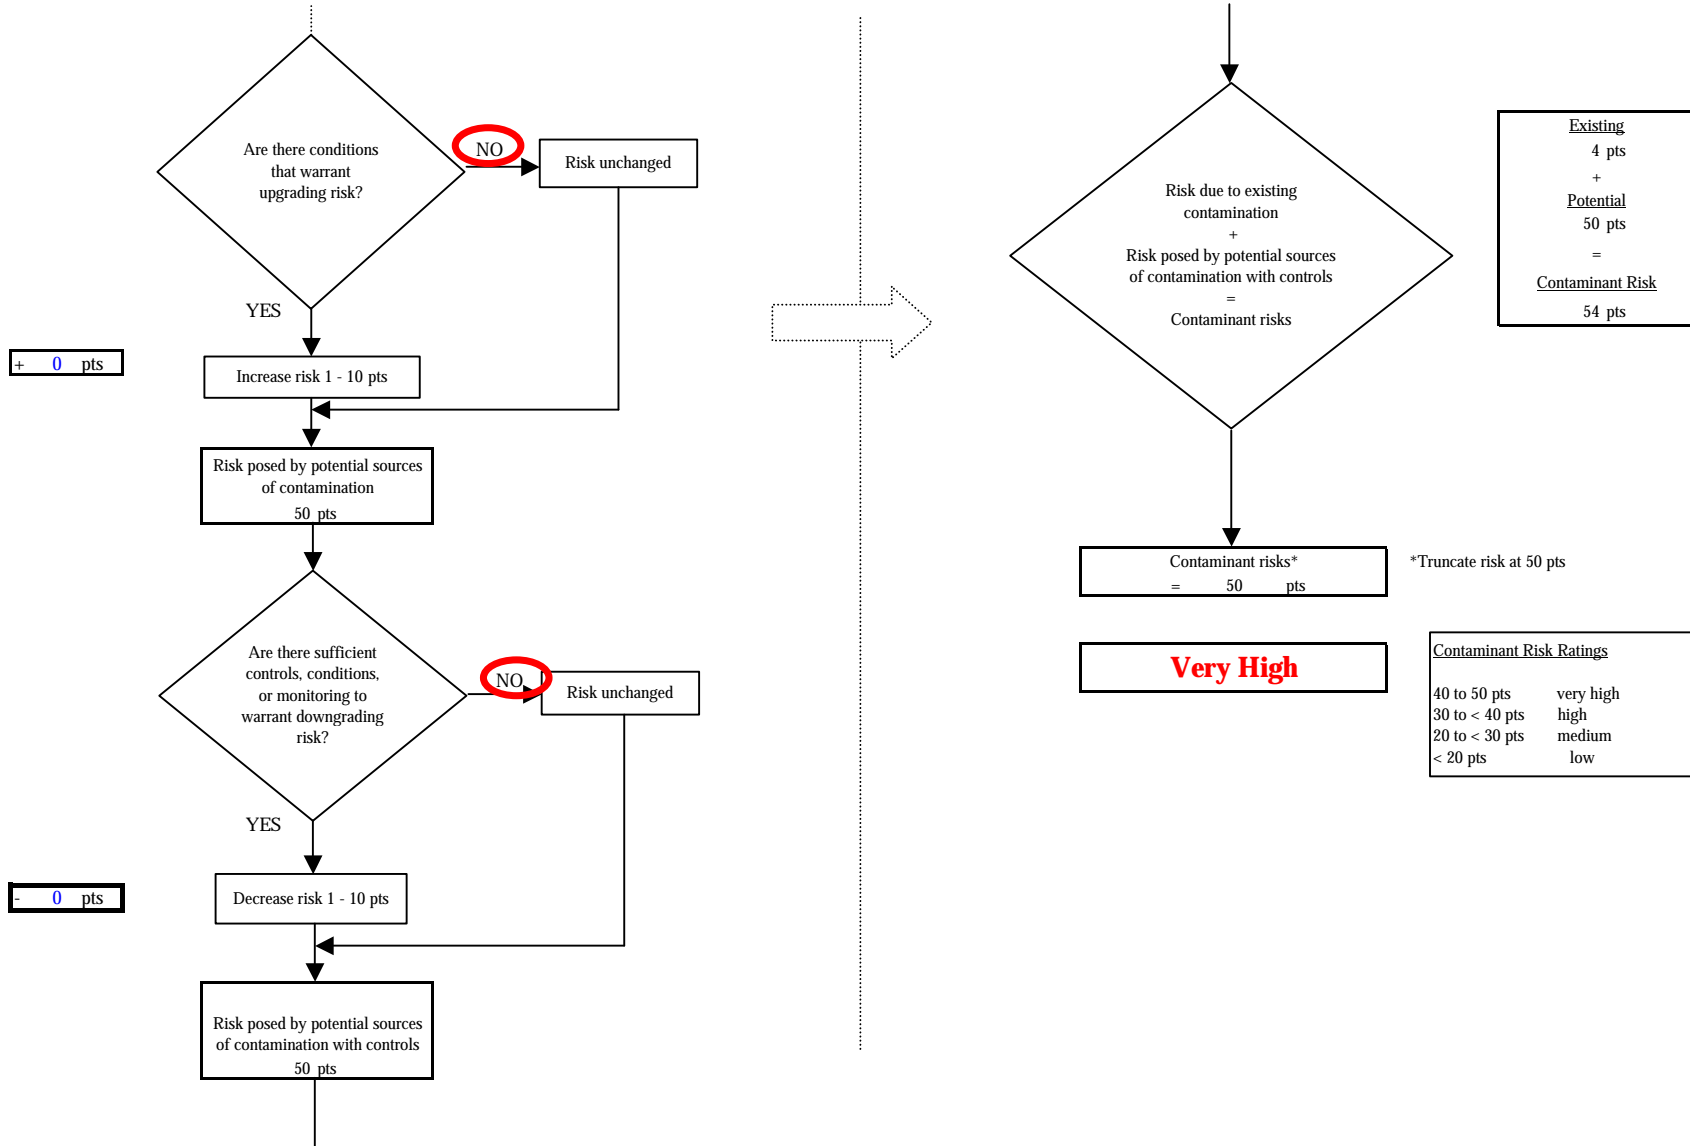 Are there conditions
that warrant
upgrading risk?
NO
Risk unchanged
YES
+ 0 pts
Increase risk 1 - 10 pts
Risk posed by potential sources
of contamination
50 pts
Are there sufficient
controls, conditions,
or monitoring to
warrant downgrading
risk?
NO
Risk unchanged
YES
- 0 pts
Decrease risk 1 - 10 pts
Risk posed by potential sources
of contamination with controls
50 pts
Risk due to existing
contamination
+
Risk posed by potential sources
of contamination with controls
=
Contaminant risks
Existing
4 pts
+
Potential
50 pts
=
Contaminant Risk
54 pts
Contaminant risks*
= 50 pts
*Truncate risk at 50 pts
Very High
Contaminant Risk Ratings
40 to 50 pts very high
30 to < 40 pts high
20 to < 30 pts medium
< 20 pts low